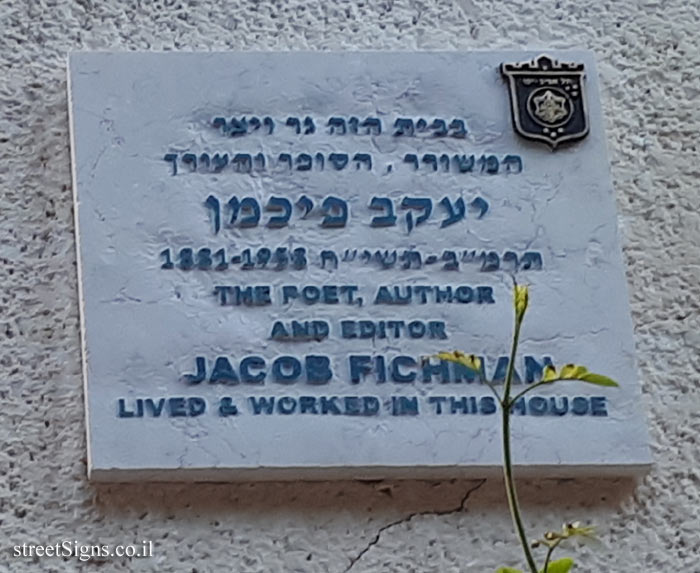 בבית הזה גר ויצר
המשורר, הסופר והעורך
יעקב פיכמן
תרמ״ב-תשי״ח 1881-1958
THE POET, AUTHOR
AND EDITOR
JACOB FICHMAN
LIVED & WORKED IN THIS HOUSE
streetSigns.co.il